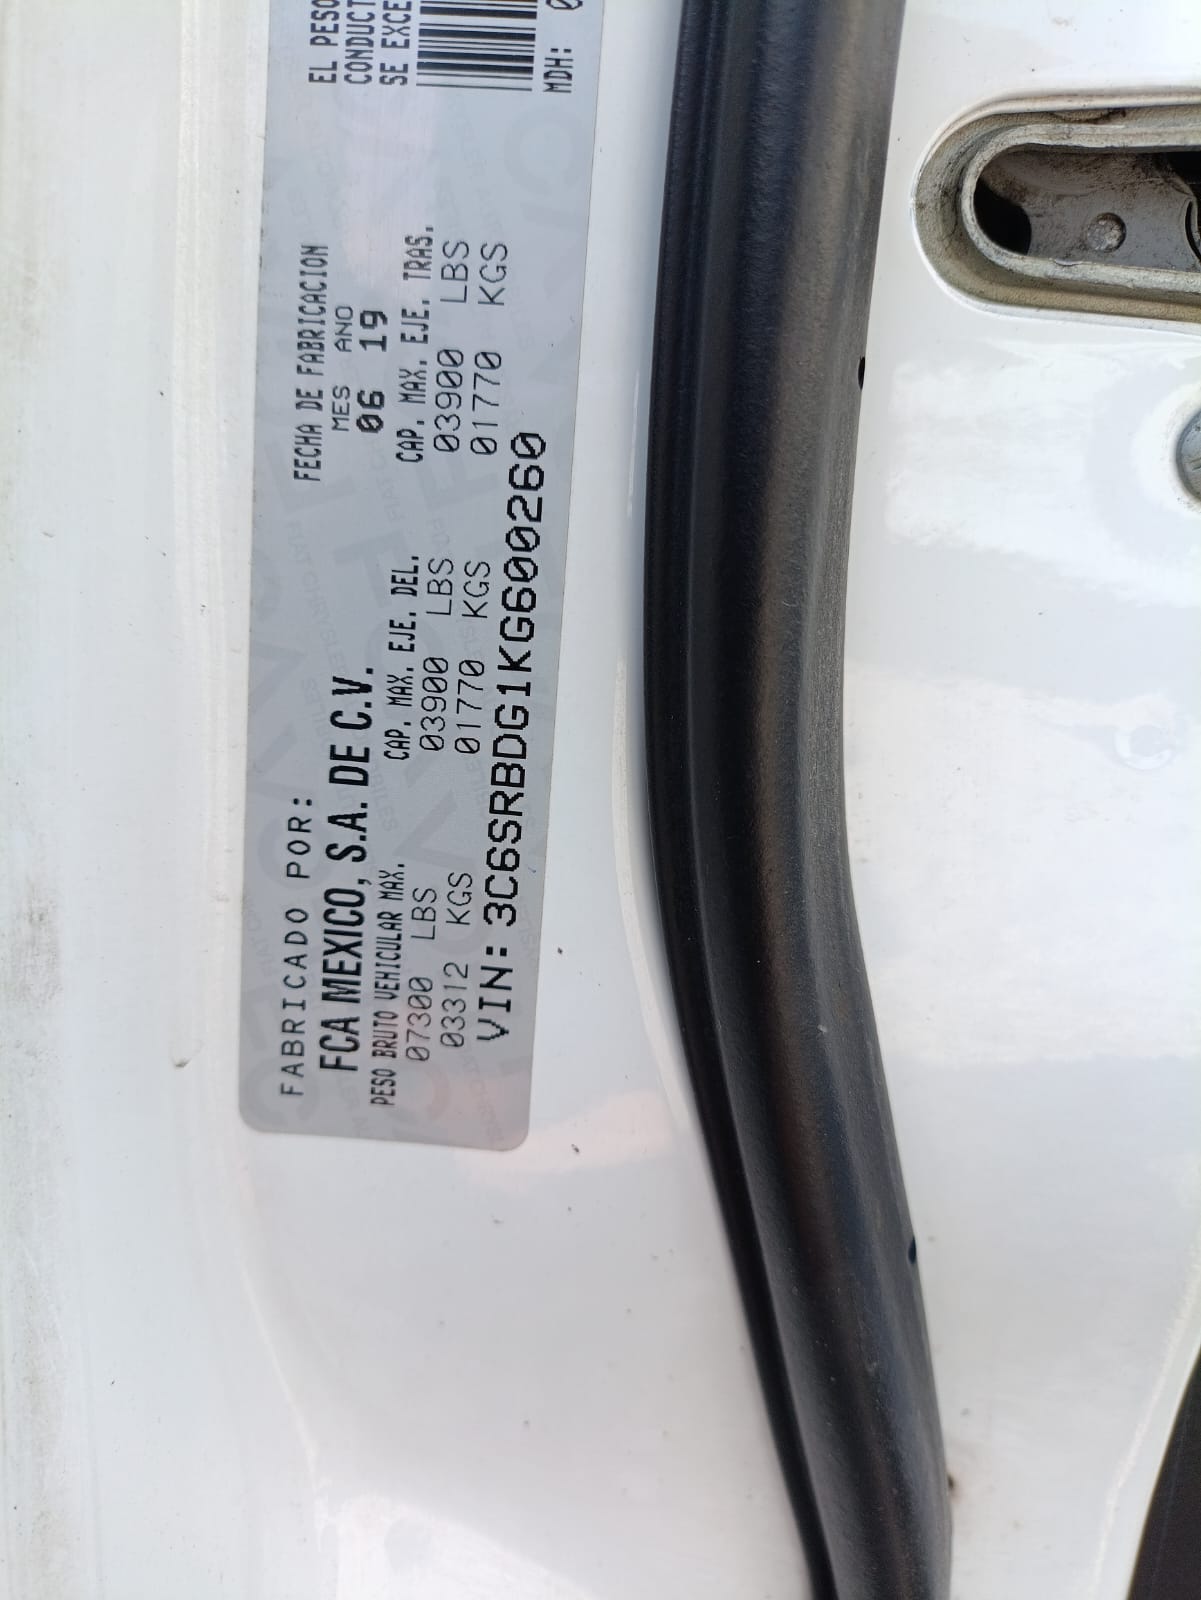 FABRICADO POR:
FCA MEXICO, S.A. DE C.V.
FECHA DE FABRICACION
MES AÑO
06 19
PESO BRUTO VEHICULAR MAX.
07300 LBS
03312 KGS
CAP. MAX. EJE. DEL.
03900 LBS
01770 KGS
CAP. MAX. EJE. TRAS.
03900 LBS
01770 KGS
VIN: 3C6SRBDG1KG600260
EL PESO
CONDUCT
SE EXCE
MDH: 0